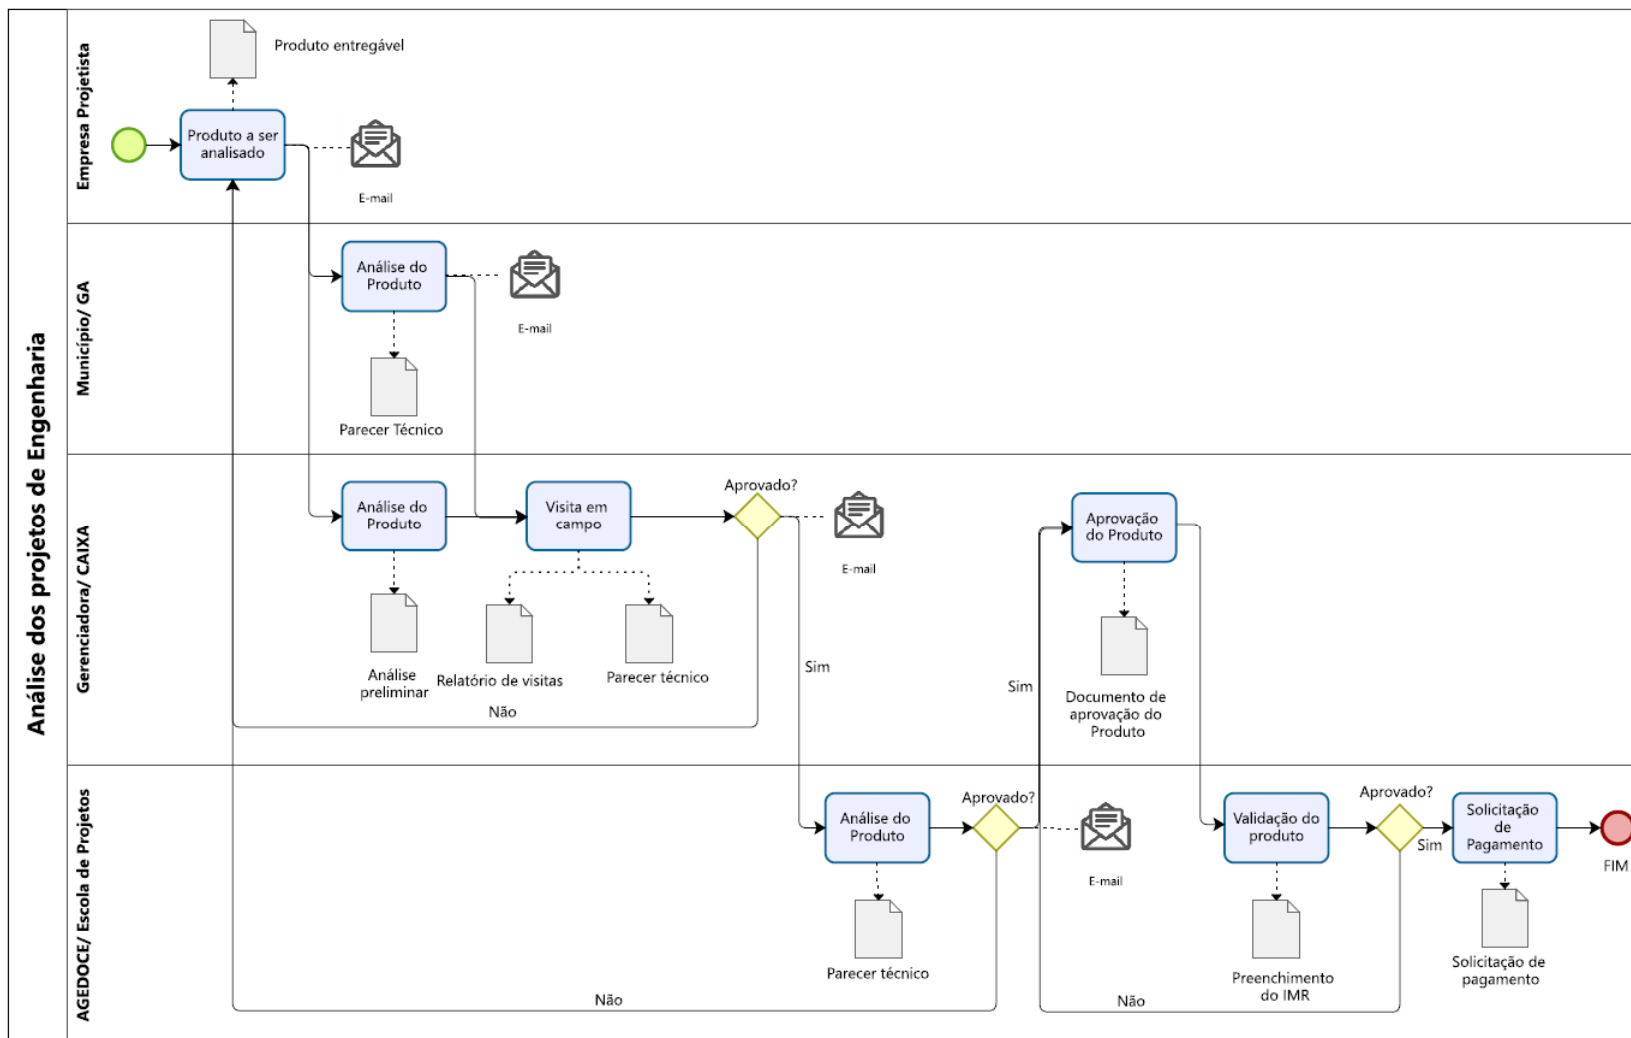 Análise dos projetos de Engenharia
Empresa Projetista
Produto entregável
Produto a ser
analisado
E-mail
Município/ GA
Análise do
Produto
E-mail
Parecer Técnico
Gerenciadora/ CAIXA
Análise do
Produto
Visita em
campo
Aprovado?
E-mail
Aprovação
do Produto
Análise
preliminar
Relatório de visitas
Parecer técnico
Sim
Sim
Documento de
aprovação do
Produto
Não
AGEDOCE/ Escola de Projetos
Análise do
Produto
Aprovado?
E-mail
Validação do
produto
Aprovado?
Sim
Solicitação
de
Pagamento
FIM
Parecer técnico
Preenchimento
do IMR
Solicitação de
pagamento
Não
Não